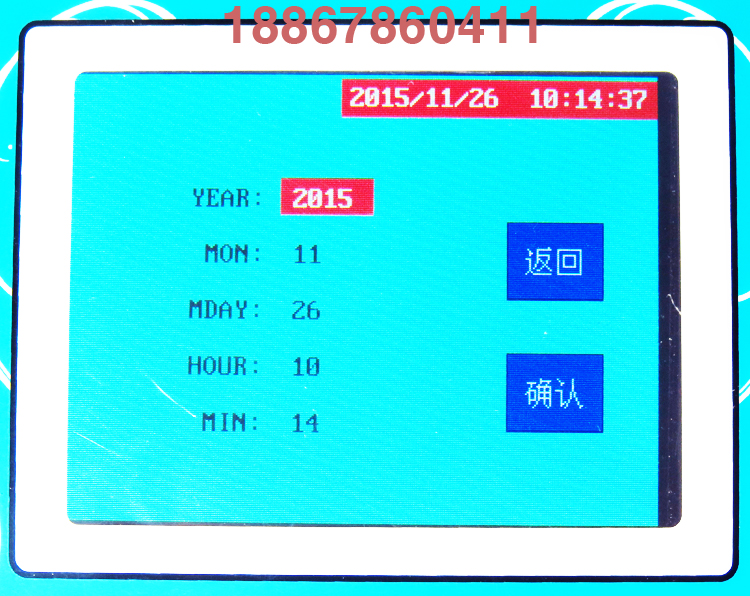 18867860411
2015/11/26 10:14:37
YEAR: 2015
MON: 11
返回
MDAY: 26
HOUR: 10
确认
MIN: 14